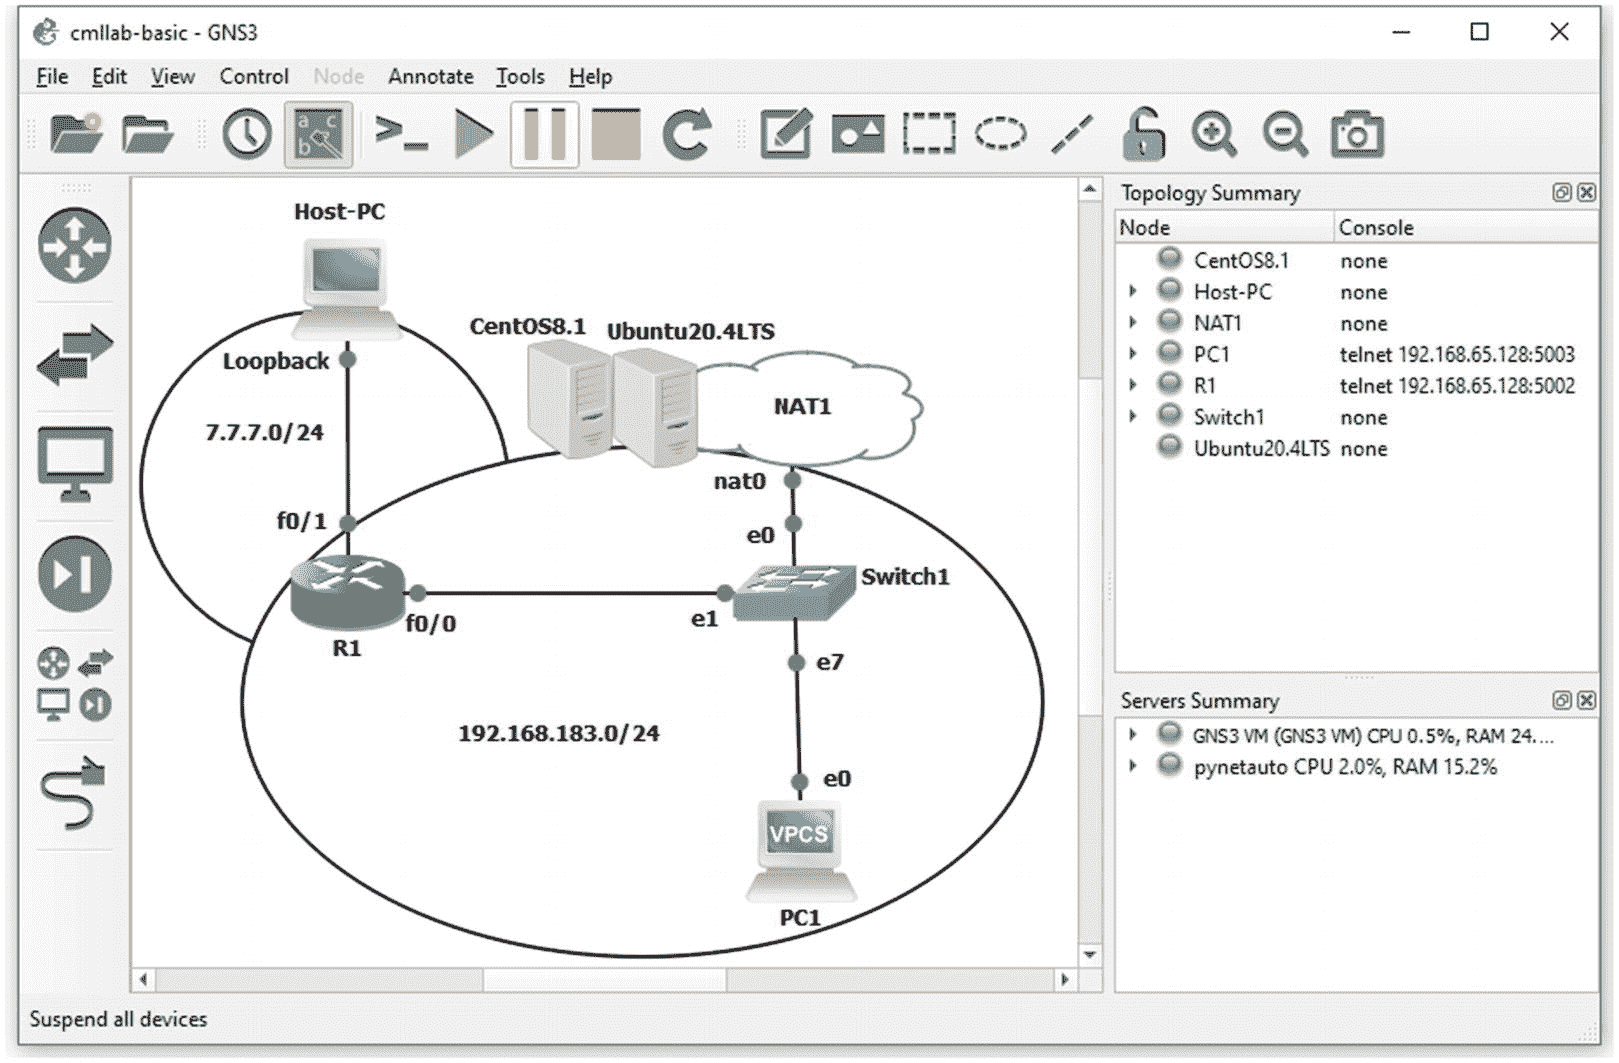 cmllab-basic - GNS3
File Edit View Control Node Annotate Tools Help
a c
b
Host-PC
CentOS8.1 Ubuntu20.4LTS
Loopback
NAT1
7.7.7.0/24
nat0
f0/1
e0
Switch1
f0/0 e1
R1
e7
192.168.183.0/24
e0
VPCS
PC1
Topology Summary
Node Console
CentOS8.1 none
Host-PC none
NAT1 none
PC1 telnet 192.168.65.128:5003
R1 telnet 192.168.65.128:5002
Switch1 none
Ubuntu20.4LTS none
Servers Summary
GNS3 VM (GNS3 VM) CPU 0.5%, RAM 24....
pynetauto CPU 2.0%, RAM 15.2%
Suspend all devices